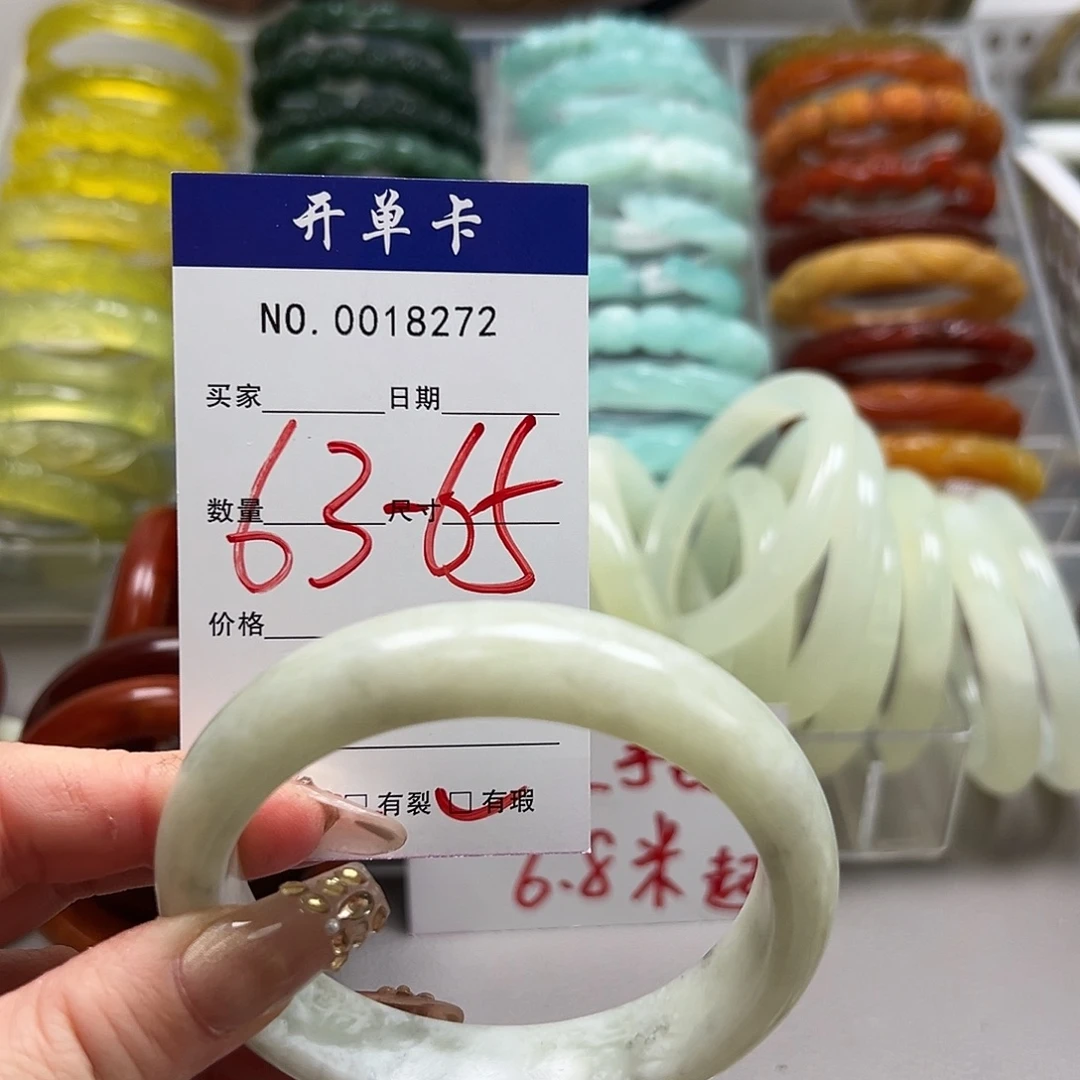 开单卡
NO. 0018272
买家 日期
63-65
数量 尺寸
价格
有裂 有瑕
6.8米起